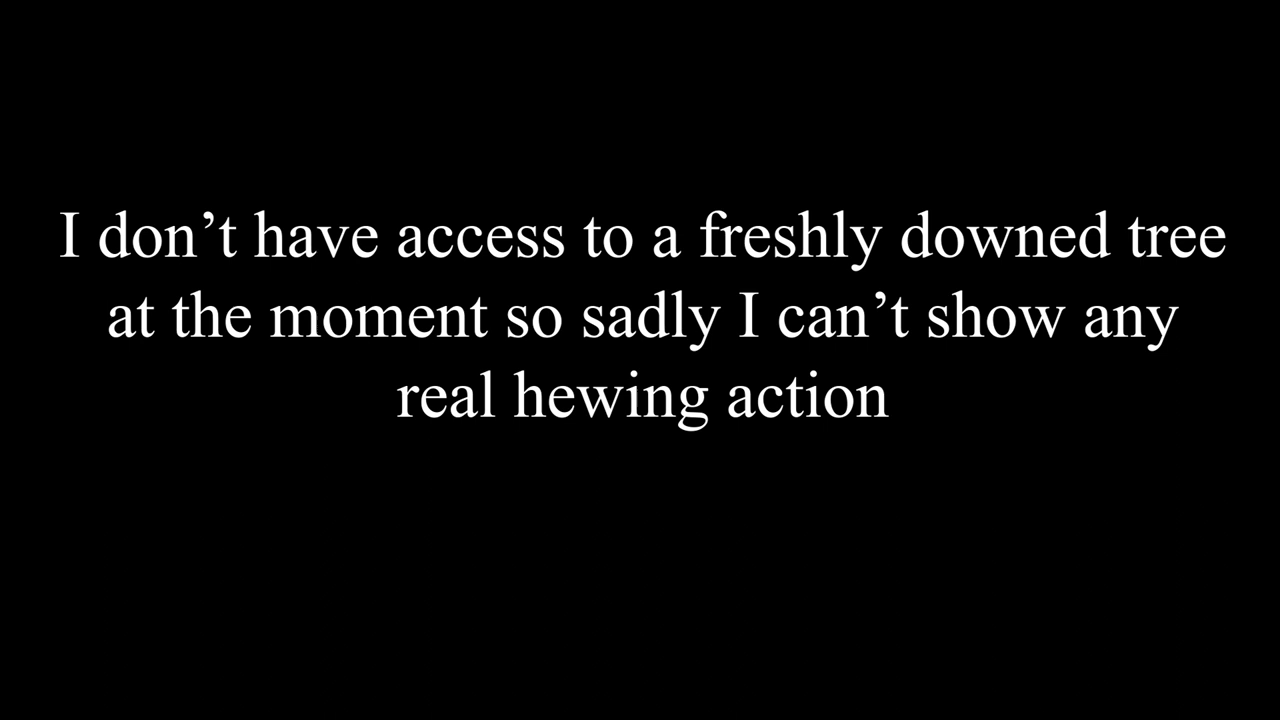 I don’t have access to a freshly downed tree
at the moment so sadly I can’t show any
real hewing action